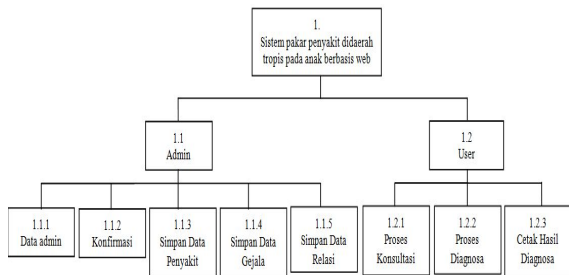 1.
Sistem pakar penyakit didaerah
tropis pada anak berbasis web
1.1
Admin
1.2
User
1.1.1
Data admin
1.1.2
Konfirmasi
1.1.3
Simpan Data
Penyakit
1.1.4
Simpan Data
Gejala
1.1.5
Simpan Data
Relasi
1.2.1
Proses
Konsultasi
1.2.2
Proses
Diagnosa
1.2.3
Cetak Hasil
Diagnosa